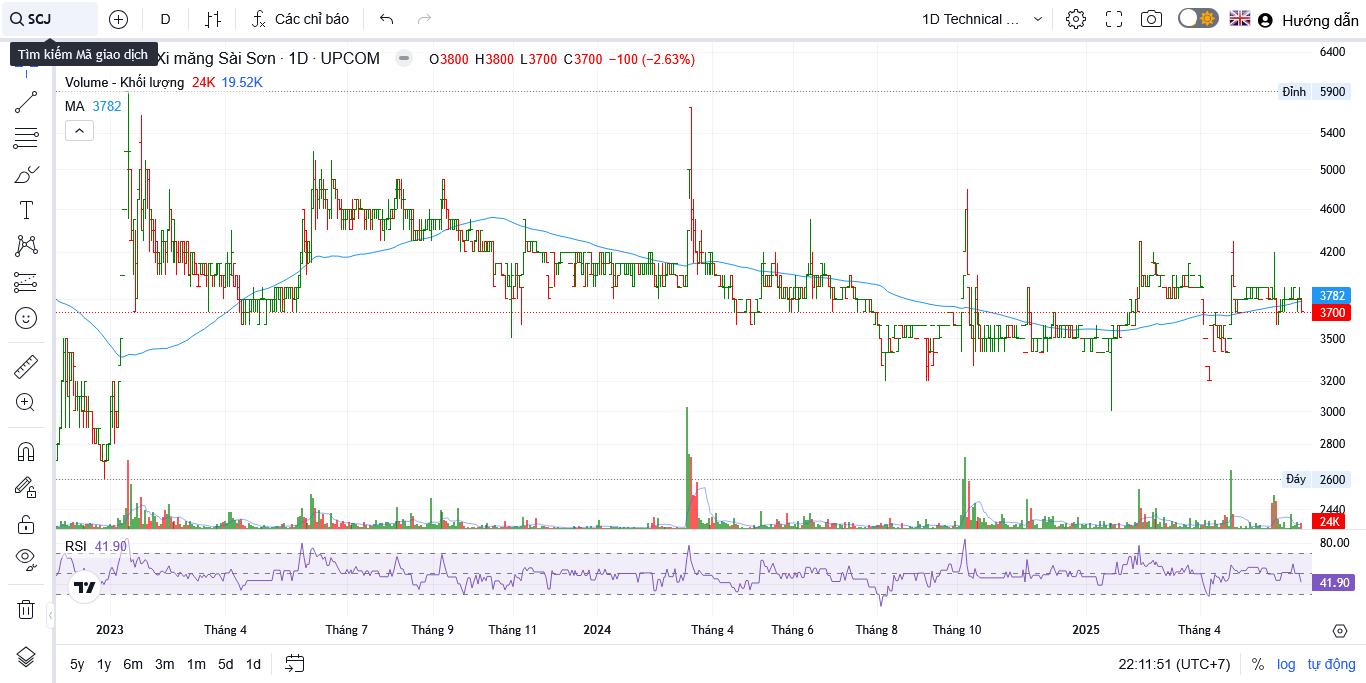 SCJ D Các chỉ báo 1D Technical ... Hướng dẫn
Tìm kiếm Mã giao dịch
Xi măng Sài Sơn · 1D · UPCOM O3800 H3800 L3700 C3700 −100 (−2.63%)
Volume - Khối lượng 24K 19.52K
MA 3782
6400
Đỉnh 5900
5400
5000
4600
4200
3782
3700
3500
3200
3000
2800
Đáy 2600
2440
24K
RSI 41.90
80.00
41.90
2023 Tháng 4 Tháng 7 Tháng 9 Tháng 11 2024 Tháng 4 Tháng 6 Tháng 8 Tháng 10 2025 Tháng 4
5y 1y 6m 3m 1m 5d 1d 22:11:51 (UTC+7) % log tự động